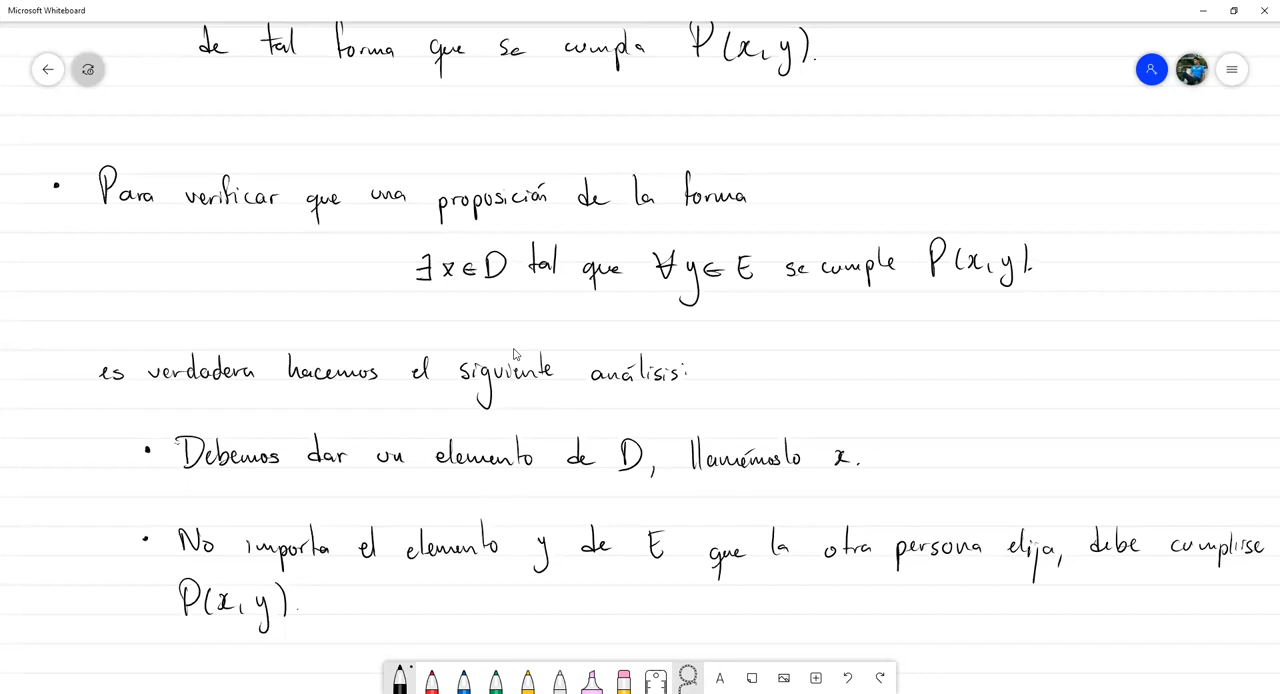 Microsoft Whiteboard
de tal forma que se cumpla P(x,y).
• Para verificar que una proposición de la forma
∃ x ∈ D tal que ∀ y ∈ E se cumple P(x,y).
es verdadera hacemos el siguiente análisis:
• Debemos dar un elemento de D, llamémoslo x.
• No importa el elemento y de E que la otra persona elija, debe cumplirse
P(x,y).
A